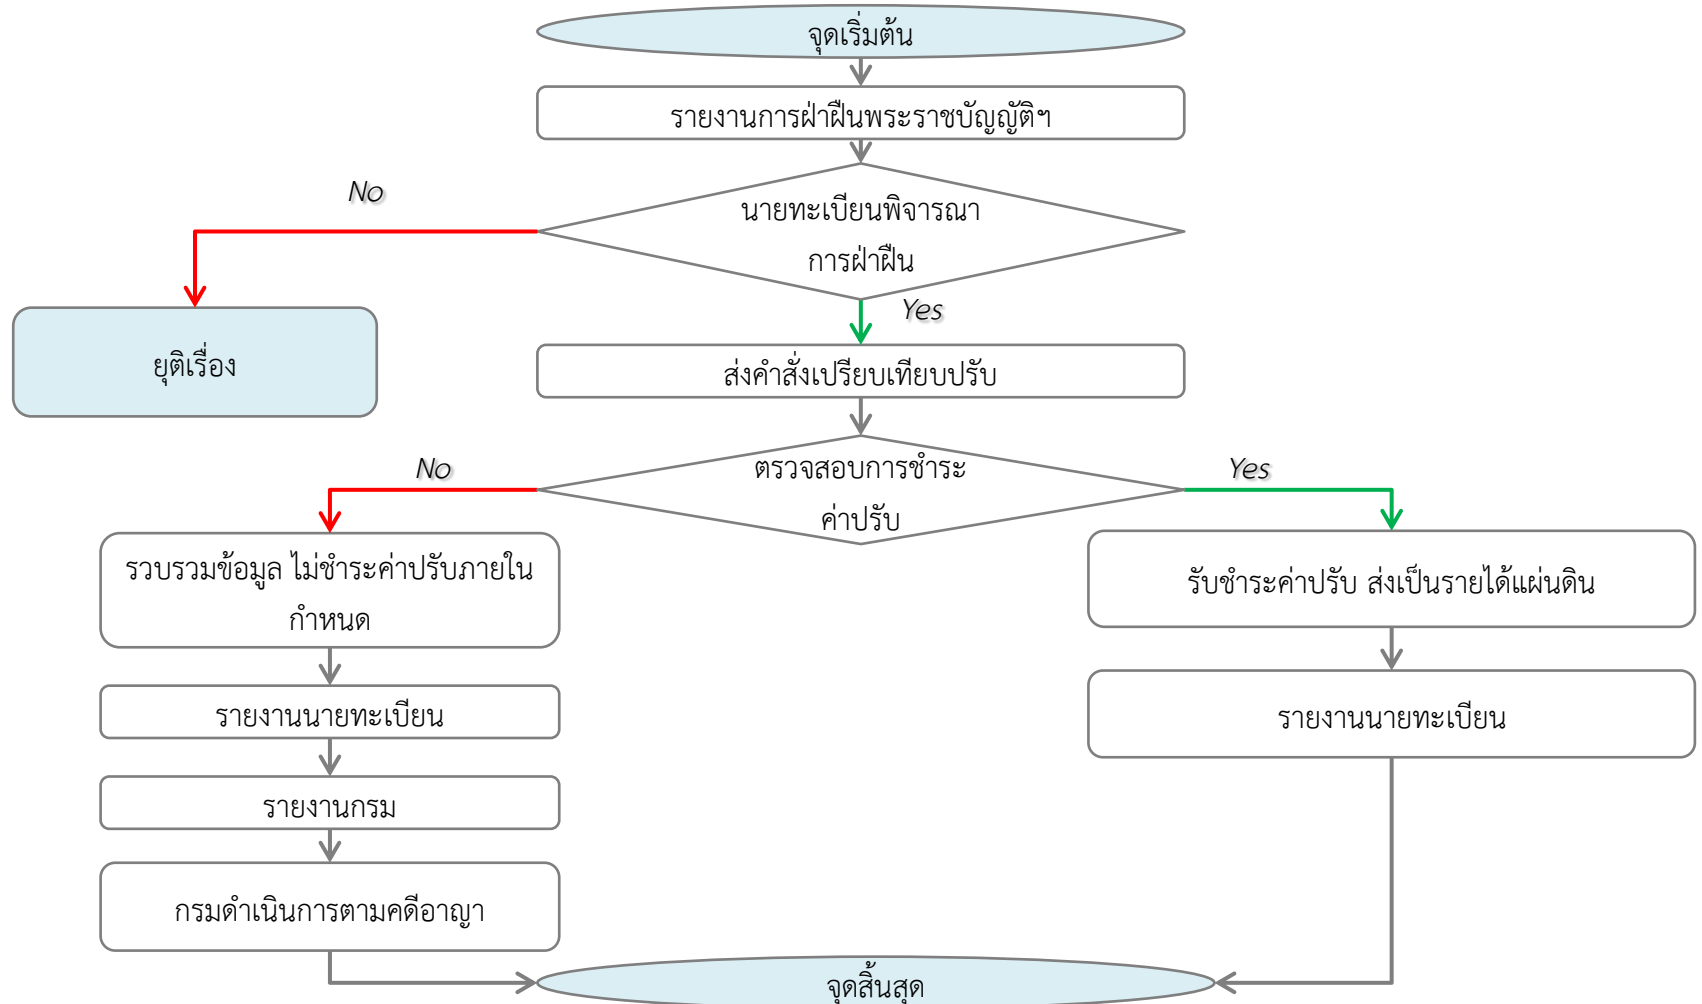 จุดเริ่มต้น
รายงานการฝ่าฝืนพระราชบัญญัติฯ
No
นายทะเบียนพิจารณา
การฝ่าฝืน
Yes
ยุติเรื่อง
ส่งคำสั่งเปรียบเทียบปรับ
No
ตรวจสอบการชำระ
ค่าปรับ
Yes
รวบรวมข้อมูล ไม่ชำระค่าปรับภายใน
กำหนด
รับชำระค่าปรับ ส่งเป็นรายได้แผ่นดิน
รายงานนายทะเบียน
รายงานนายทะเบียน
รายงานกรม
กรมดำเนินการตามคดีอาญา
จุดสิ้นสุด